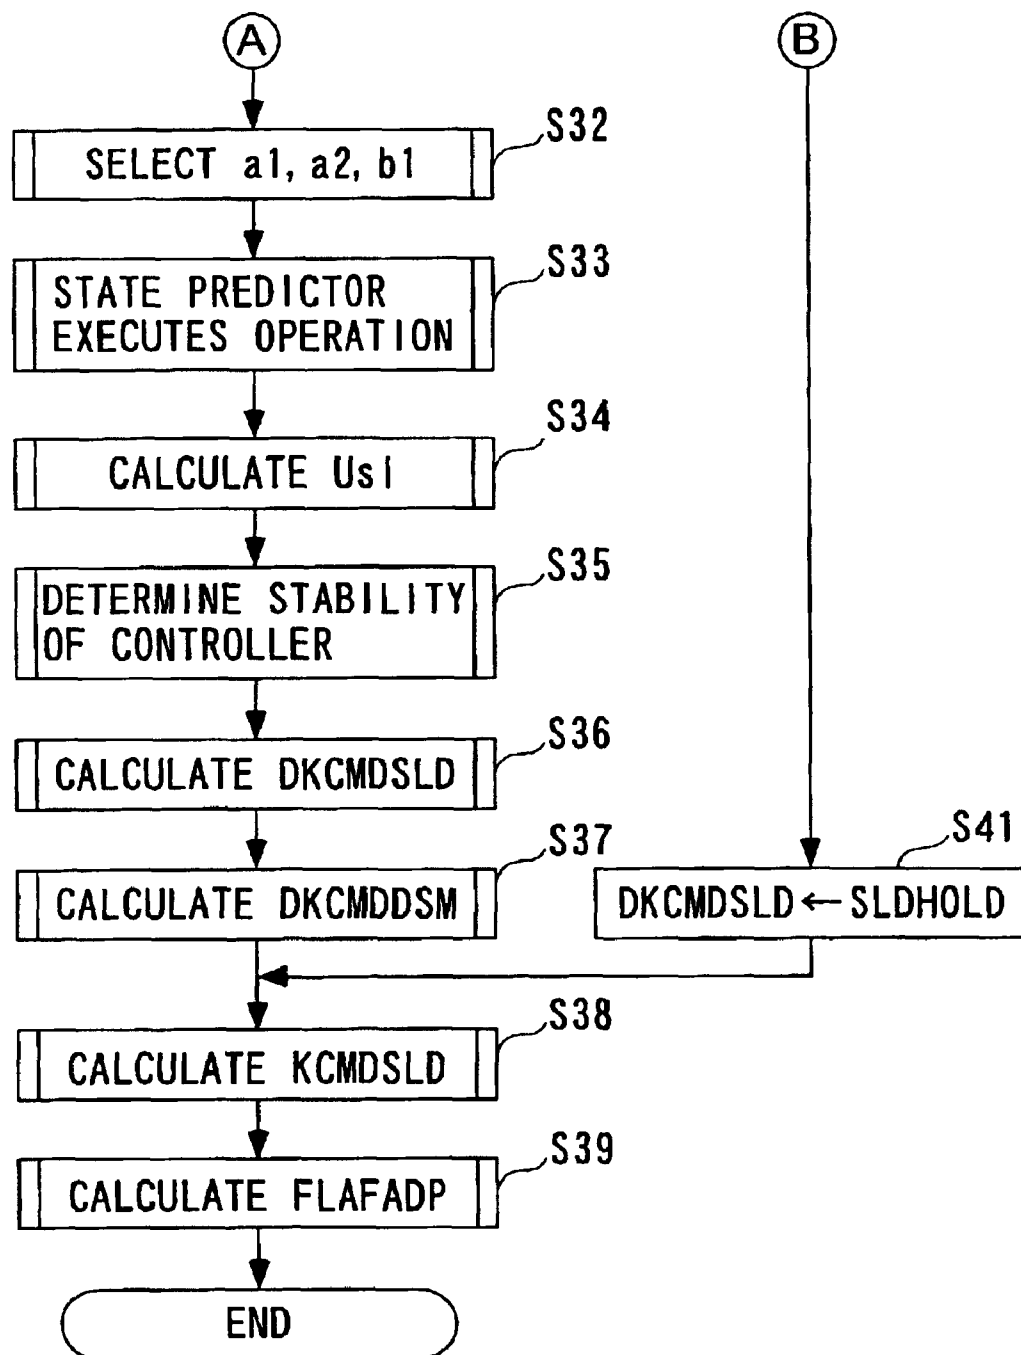 A
B
S32
SELECT a1, a2, b1
S33
STATE PREDICTOR
EXECUTES OPERATION
S34
CALCULATE Usl
S35
DETERMINE STABILITY
OF CONTROLLER
S36
CALCULATE DKCMDSLD
S37
CALCULATE DKCMDDSM
S41
DKCMDSLD ← SLDHOLD
S38
CALCULATE KCMDSLD
S39
CALCULATE FLAFADP
END